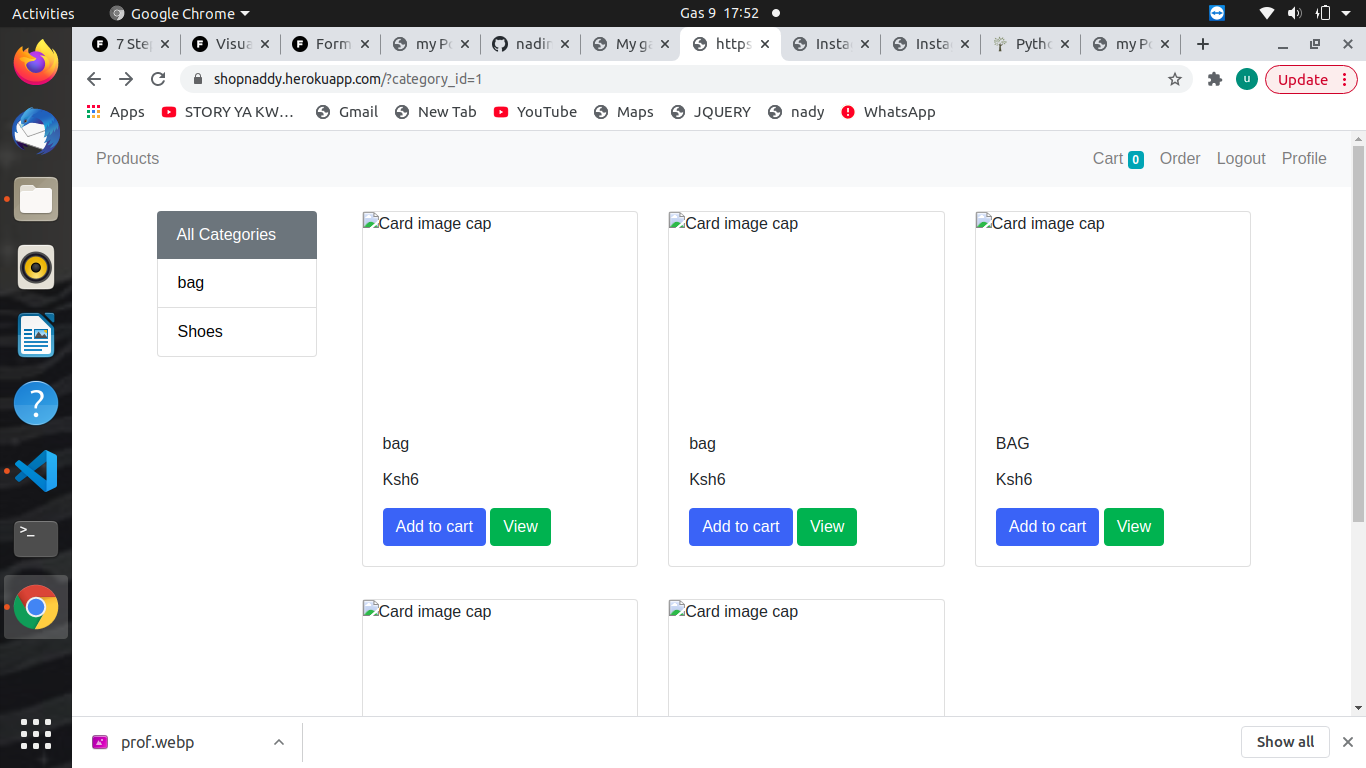 Activities Google Chrome Gas 9 17:52
7 Ste Visua Form my Po nadir My ga https Insta Insta Pytho my Po
shopnaddy.herokuapp.com/?category_id=1 u Update
Apps STORY YA KW... Gmail New Tab YouTube Maps JQUERY nady WhatsApp
Products Cart 0 Order Logout Profile
All Categories
bag
Shoes
Card image cap Card image cap Card image cap
bag bag BAG
Ksh6 Ksh6 Ksh6
Add to cart View Add to cart View Add to cart View
Card image cap Card image cap
prof.webp Show all